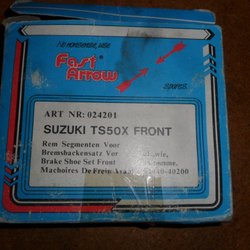 No nonsense, use
Fast
Arrow
spares
ART NR: 024201
SUZUKI TS50X FRONT
Rem Segmenten Voor
Bremsbackensatz Vor
Brake Shoe Set Front
Machoires De Frein